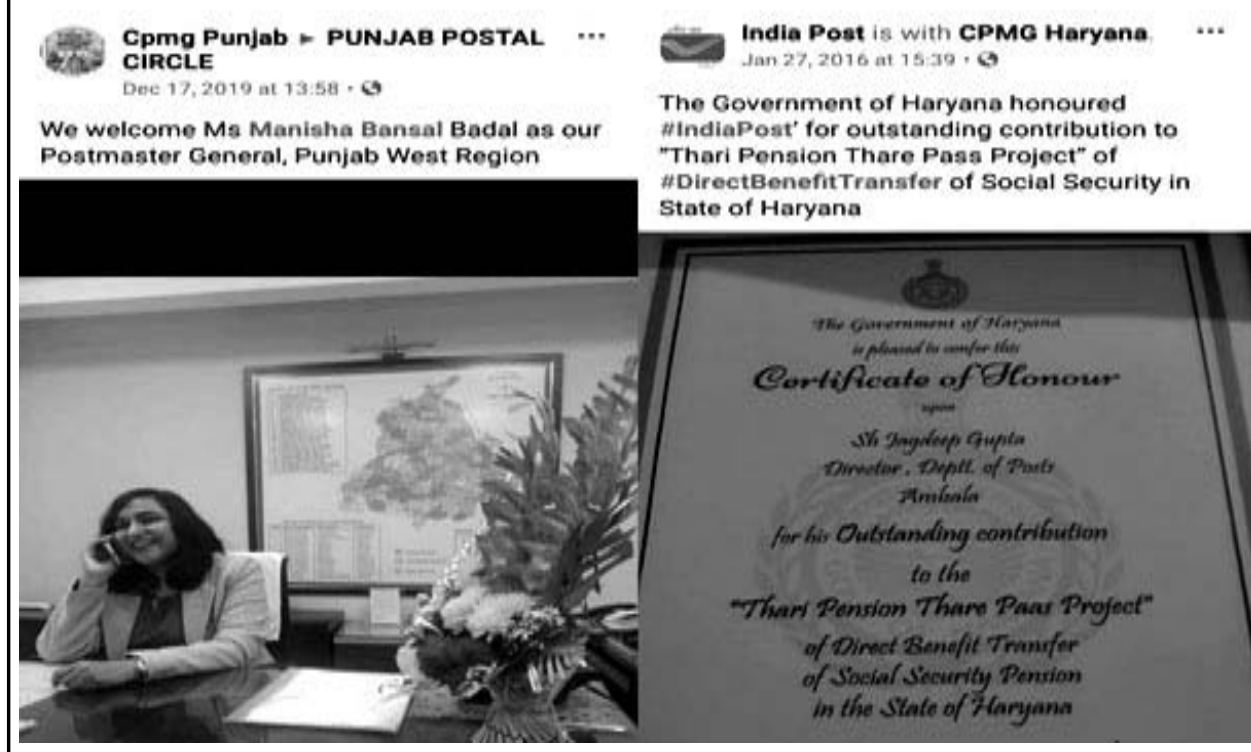 Cpmg Punjab ▸ PUNJAB POSTAL
CIRCLE
Dec 17, 2019 at 13:58
We welcome Ms Manisha Bansal Badal as our
Postmaster General, Punjab West Region
India Post is with CPMG Haryana.
Jan 27, 2016 at 15:39
The Government of Haryana honoured
#IndiaPost' for outstanding contribution to
"Thari Pension Thare Pass Project" of
#DirectBenefitTransfer of Social Security in
State of Haryana
The Government of Haryana
is pleased to confer this
Certificate of Honour
upon
Sh Jagdeep Gupta
Director, Deptt. of Posts
Ambala
for his Outstanding contribution
to the
"Thari Pension Thare Paas Project"
of Direct Benefit Transfer
of Social Security Pension
in the State of Haryana